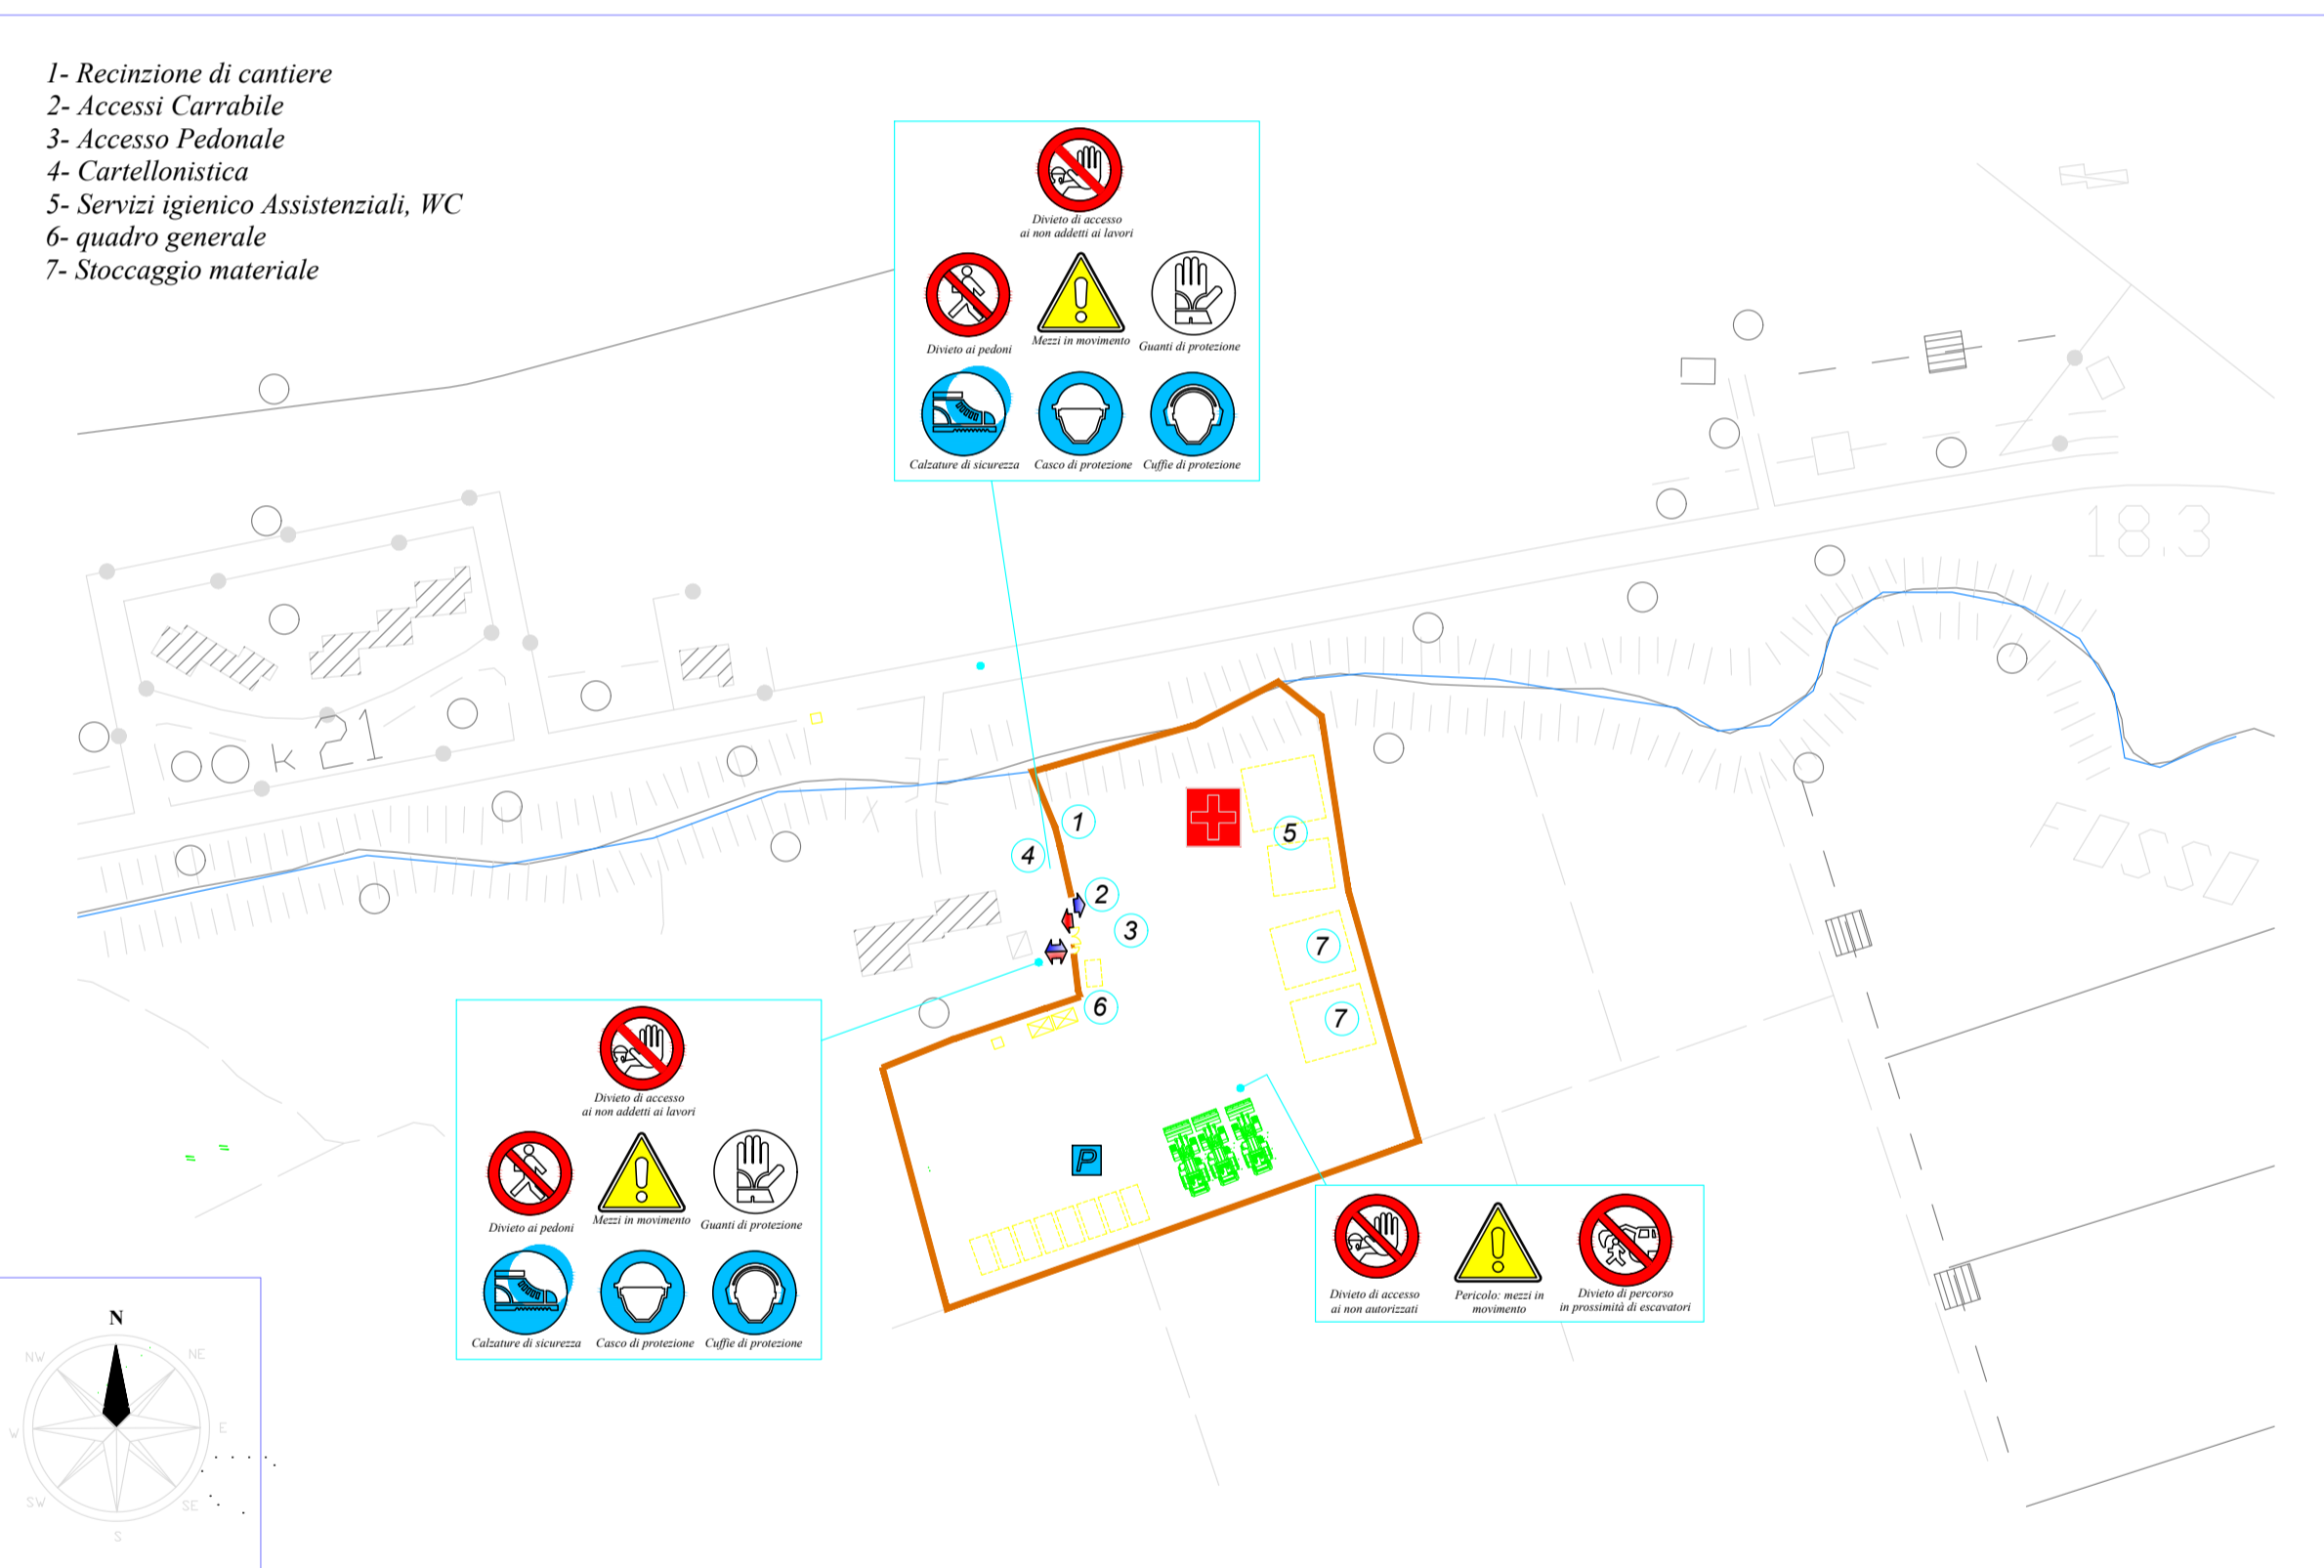 1- Recinzione di cantiere
2- Accessi Carrabile
3- Accesso Pedonale
4- Cartellonistica
5- Servizi igienico Assistenziali, WC
6- quadro generale
7- Stoccaggio materiale
Divieto di accesso
ai non addetti ai lavori
Divieto ai pedoni
Mezzi in movimento
Guanti di protezione
Calzature di sicurezza
Casco di protezione
Cuffie di protezione
18.3
k 21
1
4
2
3
5
7
7
6
FOSSO
P
Divieto di accesso
ai non addetti ai lavori
Divieto ai pedoni
Mezzi in movimento
Guanti di protezione
Calzature di sicurezza
Casco di protezione
Cuffie di protezione
Divieto di accesso
ai non autorizzati
Pericolo: mezzi in
movimento
Divieto di percorso
in prossimità di escavatori
N
NW
NE
W
E
SW
SE
S